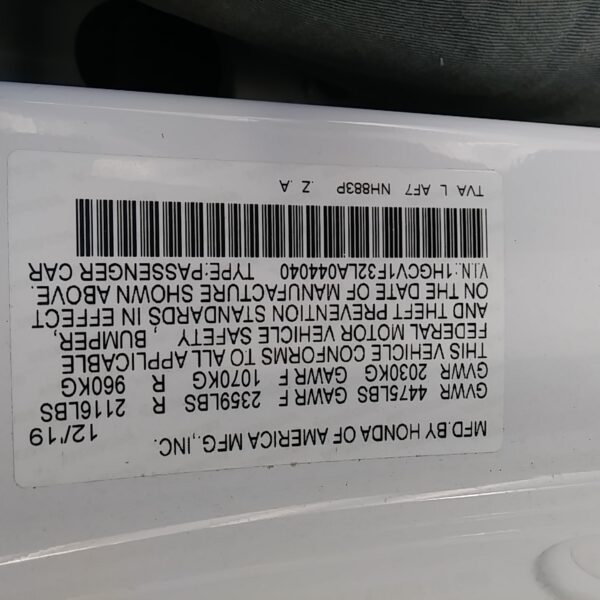 MFD.BY HONDA OF AMERICA MFG.,INC. 12/19
GVWR 4475LBS GAWR F 2359LBS R 2116LBS
GVWR 2030KG GAWR F 1070KG R 960KG
THIS VEHICLE CONFORMS TO ALL APPLICABLE
FEDERAL MOTOR VEHICLE SAFETY , BUMPER,
AND THEFT PREVENTION STANDARDS IN EFFECT
ON THE DATE OF MANUFACTURE SHOWN ABOVE.
V.I.N.:1HGCV1F32LA044040 TYPE:PASSENGER CAR
TVA L AF7 NH883P .Z .A